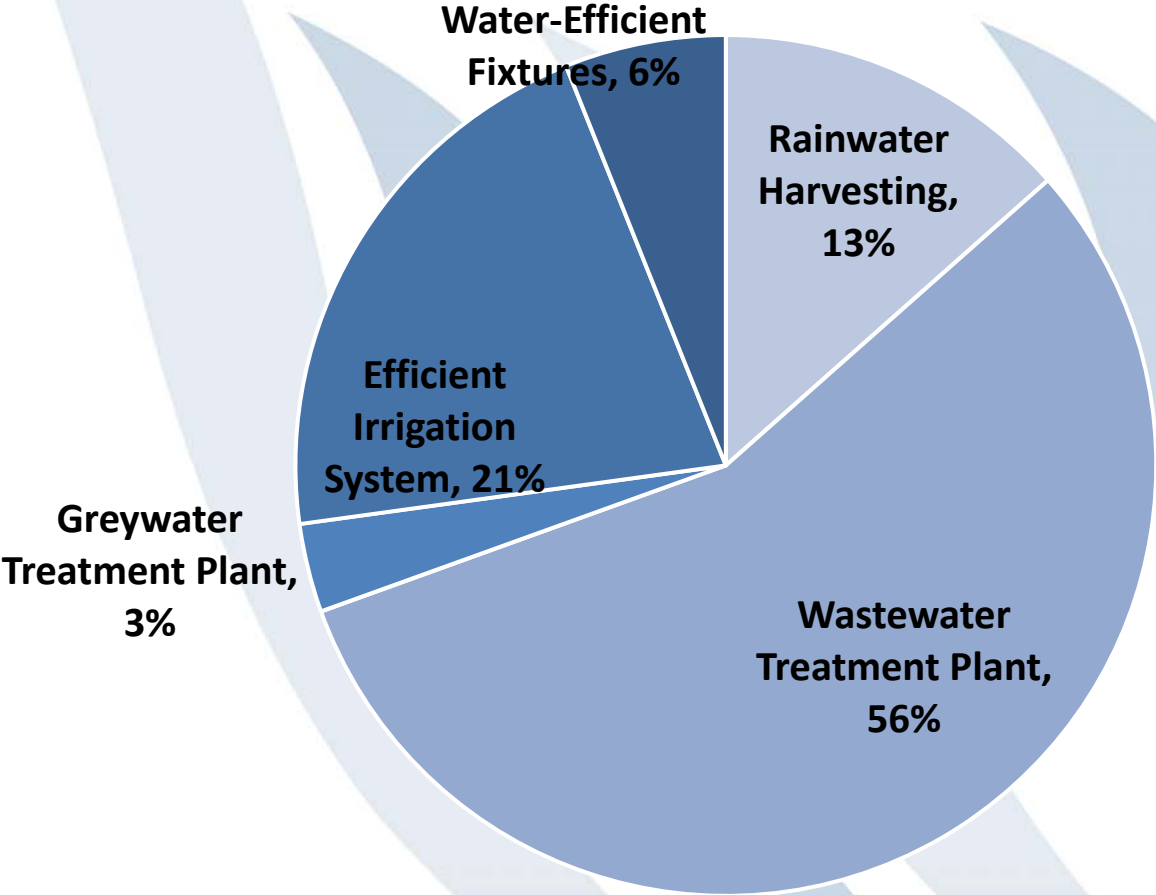 Water-Efficient
Fixtures, 6%
Rainwater
Harvesting,
13%
Efficient
Irrigation
System, 21%
Greywater
Treatment Plant,
3%
Wastewater
Treatment Plant,
56%